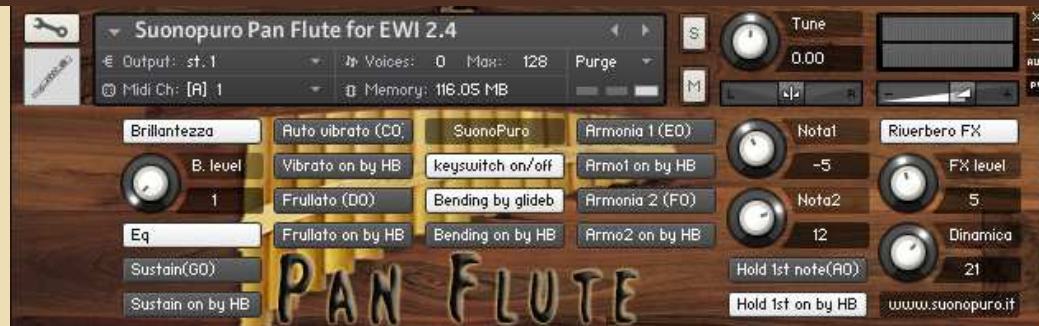 Suonopuro Pan Flute for EWI 2.4
Output: st.1 Voices: 0 Max: 128 Purge
Midi Ch: [A] 1 Memory: 116.05 MB
S
M
Tune
0.00
L R
- +
Brillantezza Auto vibrato (C0) SuonoPuro Armonia 1 (E0) Nota1 Riverbero FX
B. level Vibrato on by HB keyswitch on/off Armo1 on by HB -5 FX level
1 Frullato (D0) Bending by glideb Armonia 2 (F0) Nota2 5
Eq Frullato on by HB Bending on by HB Armo2 on by HB 12 Dinamica
Sustain(G0) Hold 1st note(A0) 21
Sustain on by HB Hold 1st on by HB www.suonopuro.it
PAN FLUTE